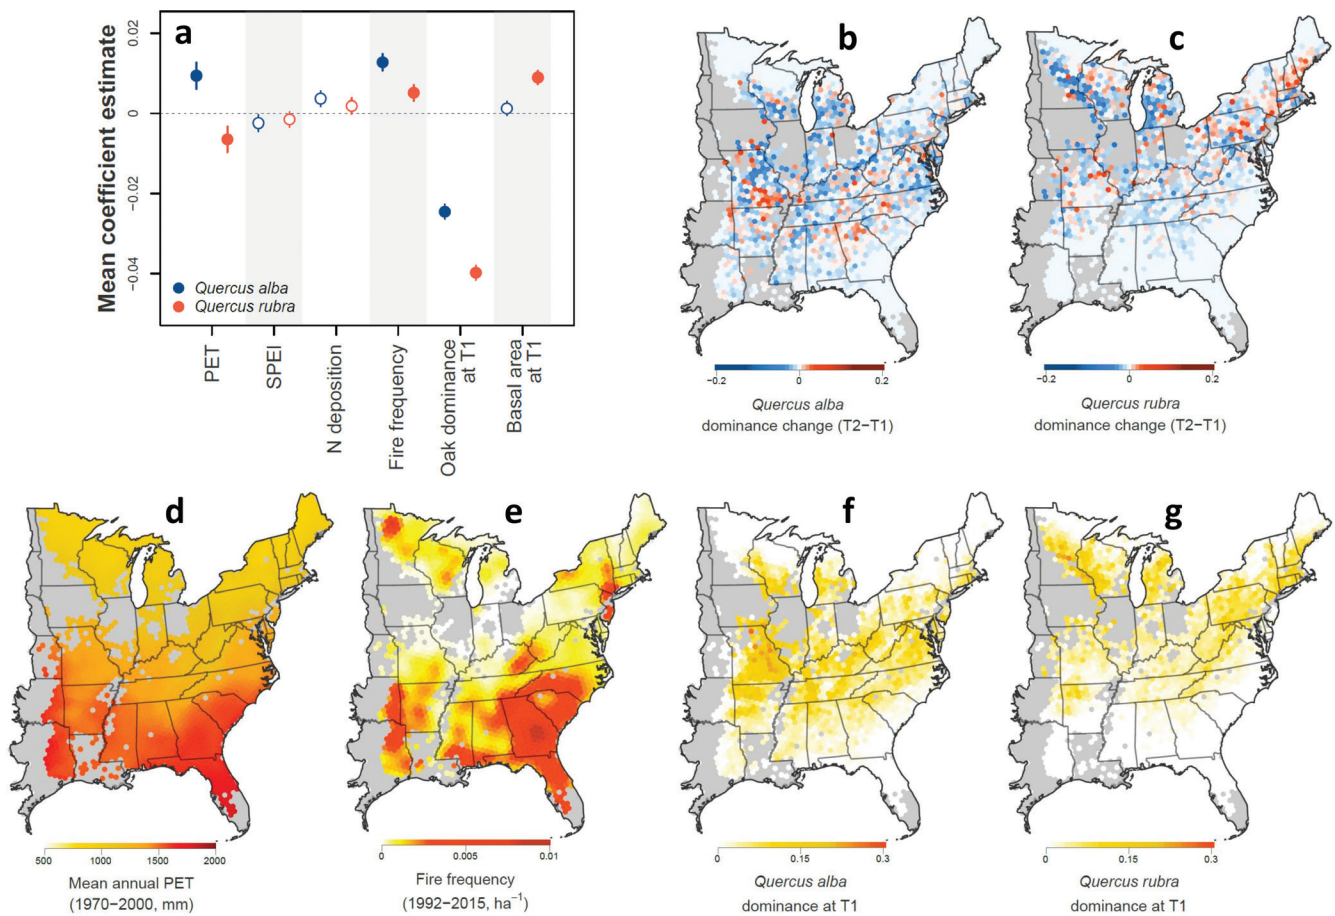 a
Mean coefficient estimate
0.02
0
−0.02
−0.04
Quercus alba
Quercus rubra
PET
SPEI
N deposition
Fire frequency
Oak dominance
at T1
Basal area
at T1
b
−0.2
0
0.2
Quercus alba
dominance change (T2−T1)
c
−0.2
0
0.2
Quercus rubra
dominance change (T2−T1)
d
500
1000
1500
2000
Mean annual PET
(1970−2000, mm)
e
0
0.005
0.01
Fire frequency
(1992−2015, ha⁻¹)
f
0
0.15
0.3
Quercus alba
dominance at T1
g
0
0.15
0.3
Quercus rubra
dominance at T1